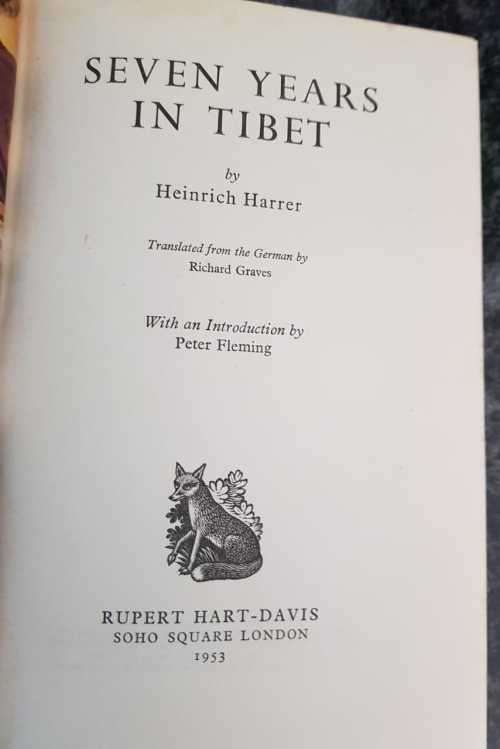 SEVEN YEARS
IN TIBET
by
Heinrich Harrer
Translated from the German by
Richard Graves
With an Introduction by
Peter Fleming
RUPERT HART-DAVIS
SOHO SQUARE LONDON
1953